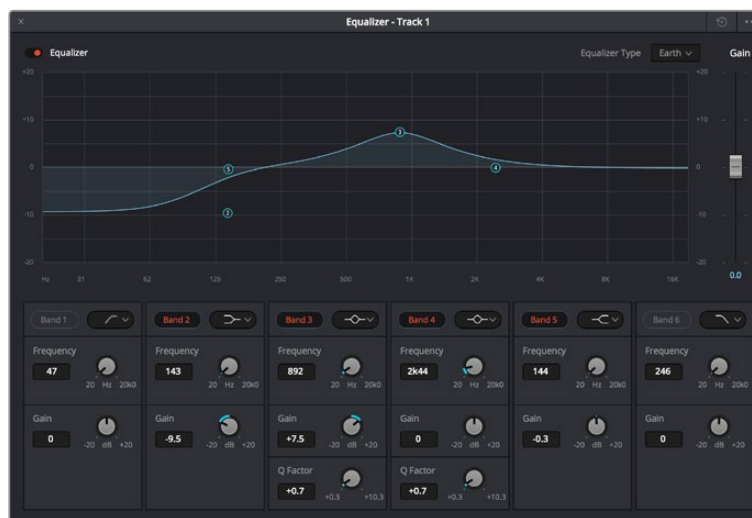 Equalizer - Track 1
Equalizer
Equalizer Type Earth Gain
+20 +20
+10 +10
0 0
-10 -10
-20 -20
5 3 4 2
Hz 31 62 125 250 500 1K 2K 4K 8K 16K
0.0
Band 1 Band 2 Band 3 Band 4 Band 5 Band 6
Frequency Frequency Frequency Frequency Frequency Frequency
47 143 892 2k44 144 246
20 Hz 20k0 20 Hz 20k0 20 Hz 20k0 20 Hz 20k0 20 Hz 20k0 20 Hz 20k0
Gain Gain Gain Gain Gain Gain
0 -9.5 +7.5 0 -0.3 0
-20 dB +20 -20 dB +20 -20 dB +20 -20 dB +20 -20 dB +20 -20 dB +20
Q Factor Q Factor
+0.7 +0.7
+0.3 +10.3 +0.3 +10.3